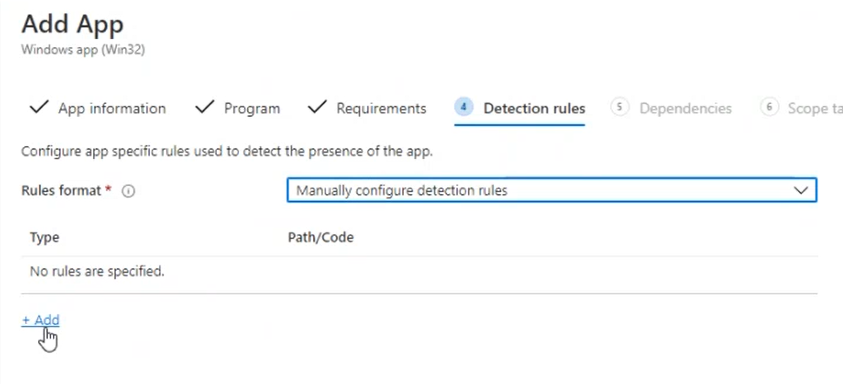 Add App
Windows app (Win32)
App information Program Requirements 4 Detection rules 5 Dependencies 6 Scope ta
Configure app specific rules used to detect the presence of the app.
Rules format * Manually configure detection rules
Type Path/Code
No rules are specified.
+ Add